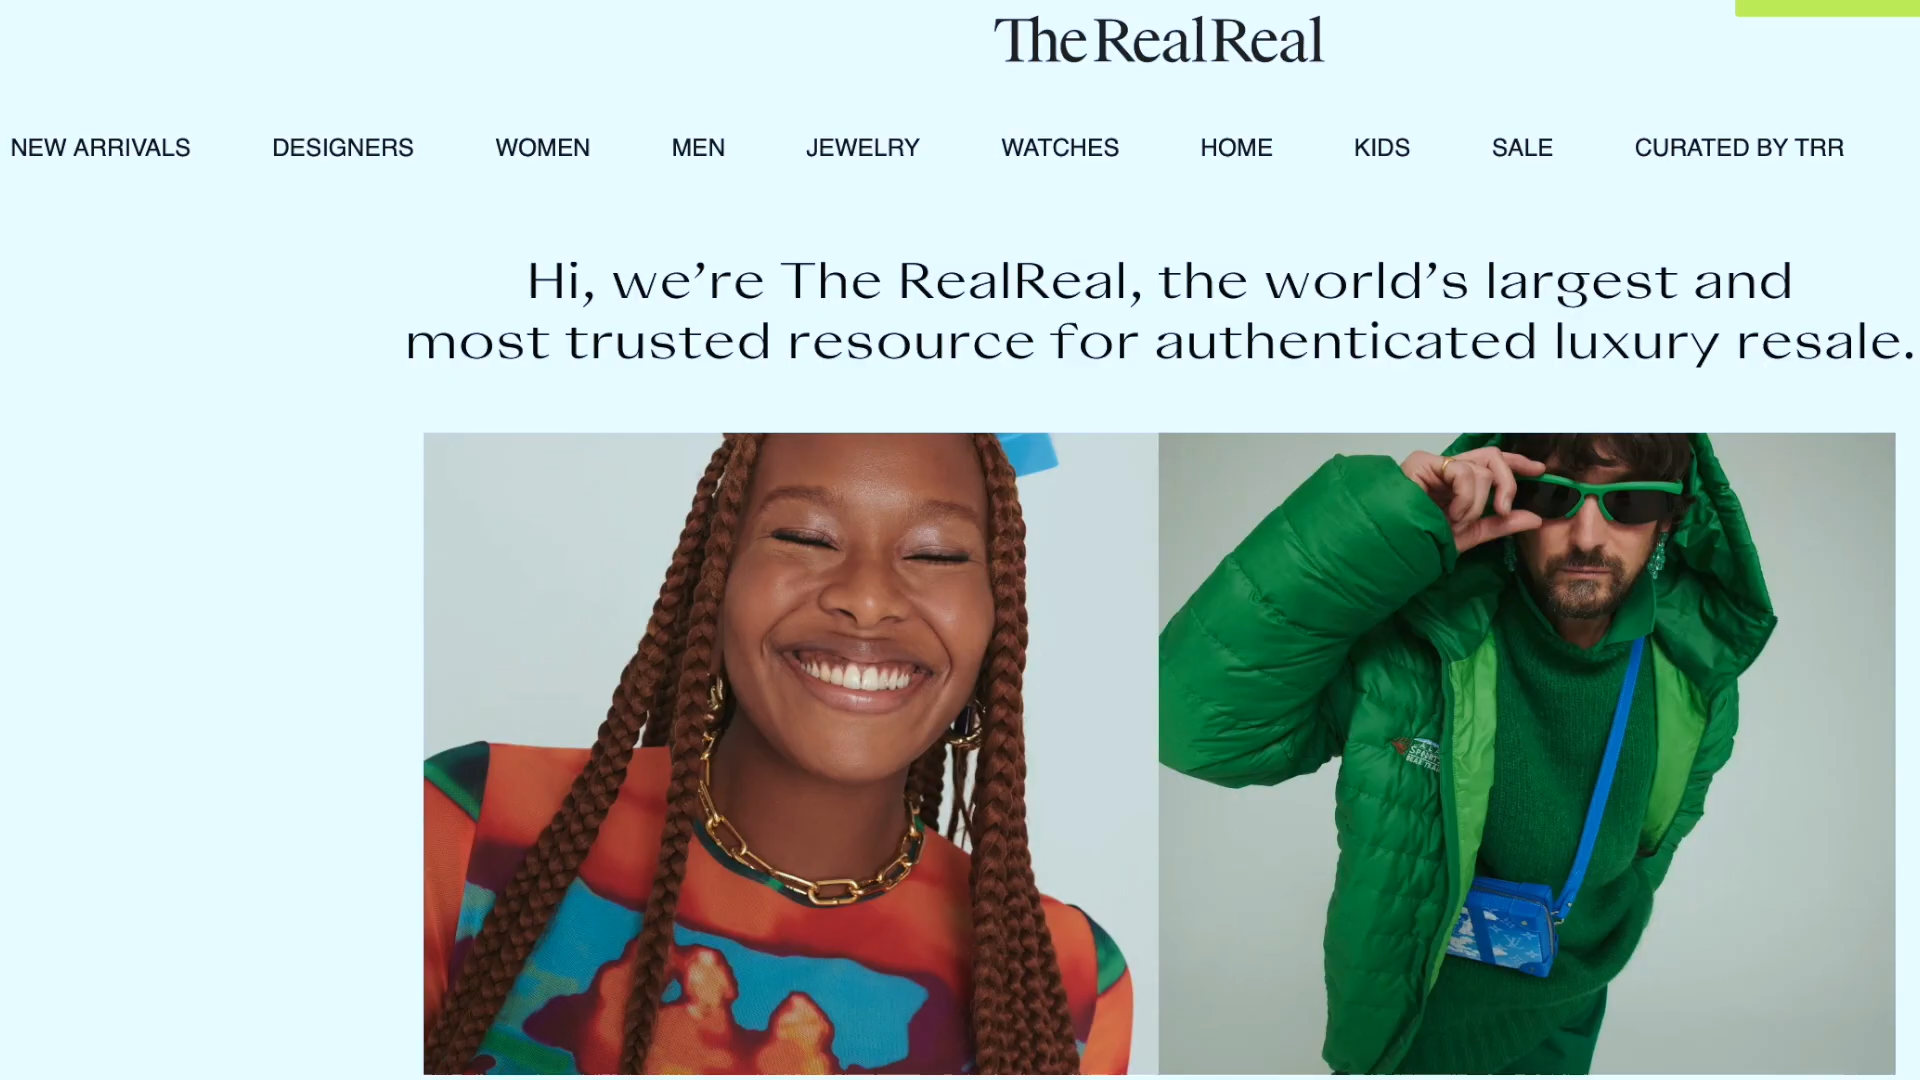 The RealReal
NEW ARRIVALS DESIGNERS WOMEN MEN JEWELRY WATCHES HOME KIDS SALE CURATED BY TRR
Hi, we’re The RealReal, the world’s largest and
most trusted resource for authenticated luxury resale.